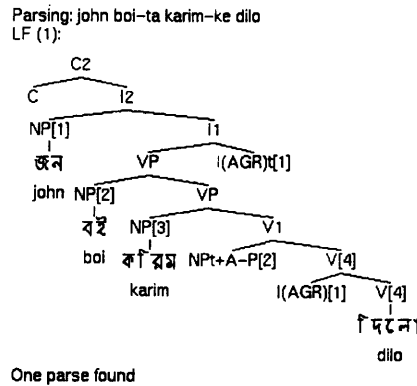 Parsing: john boi-ta karim-ke dilo
LF (1):
C2
C I2
NP[1] I1
জন VP I(AGR)t[1]
john NP[2] VP
বই NP[3] V1
boi করিম NPt+A-P[2] V[4]
karim I(AGR)[1] V[4]
দিলো
dilo
One parse found